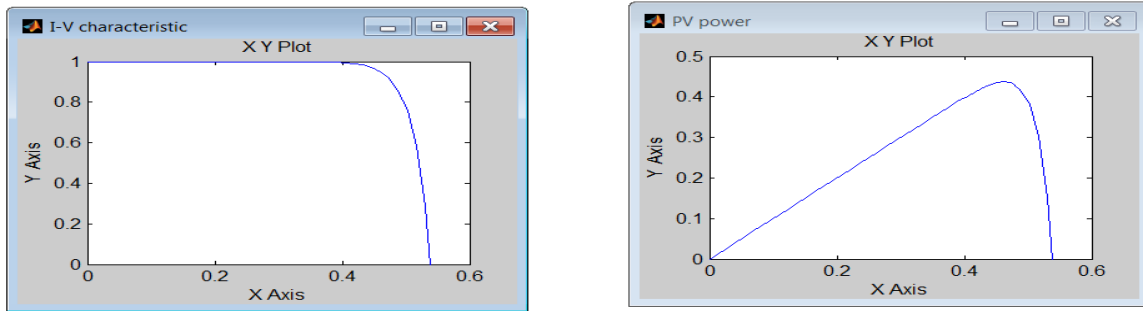 I-V characteristic
X Y Plot
1
0.8
0.6
0.4
0.2
0
Y Axis
0 0.2 0.4 0.6
X Axis
PV power
X Y Plot
0.5
0.4
0.3
0.2
0.1
0
Y Axis
0 0.2 0.4 0.6
X Axis